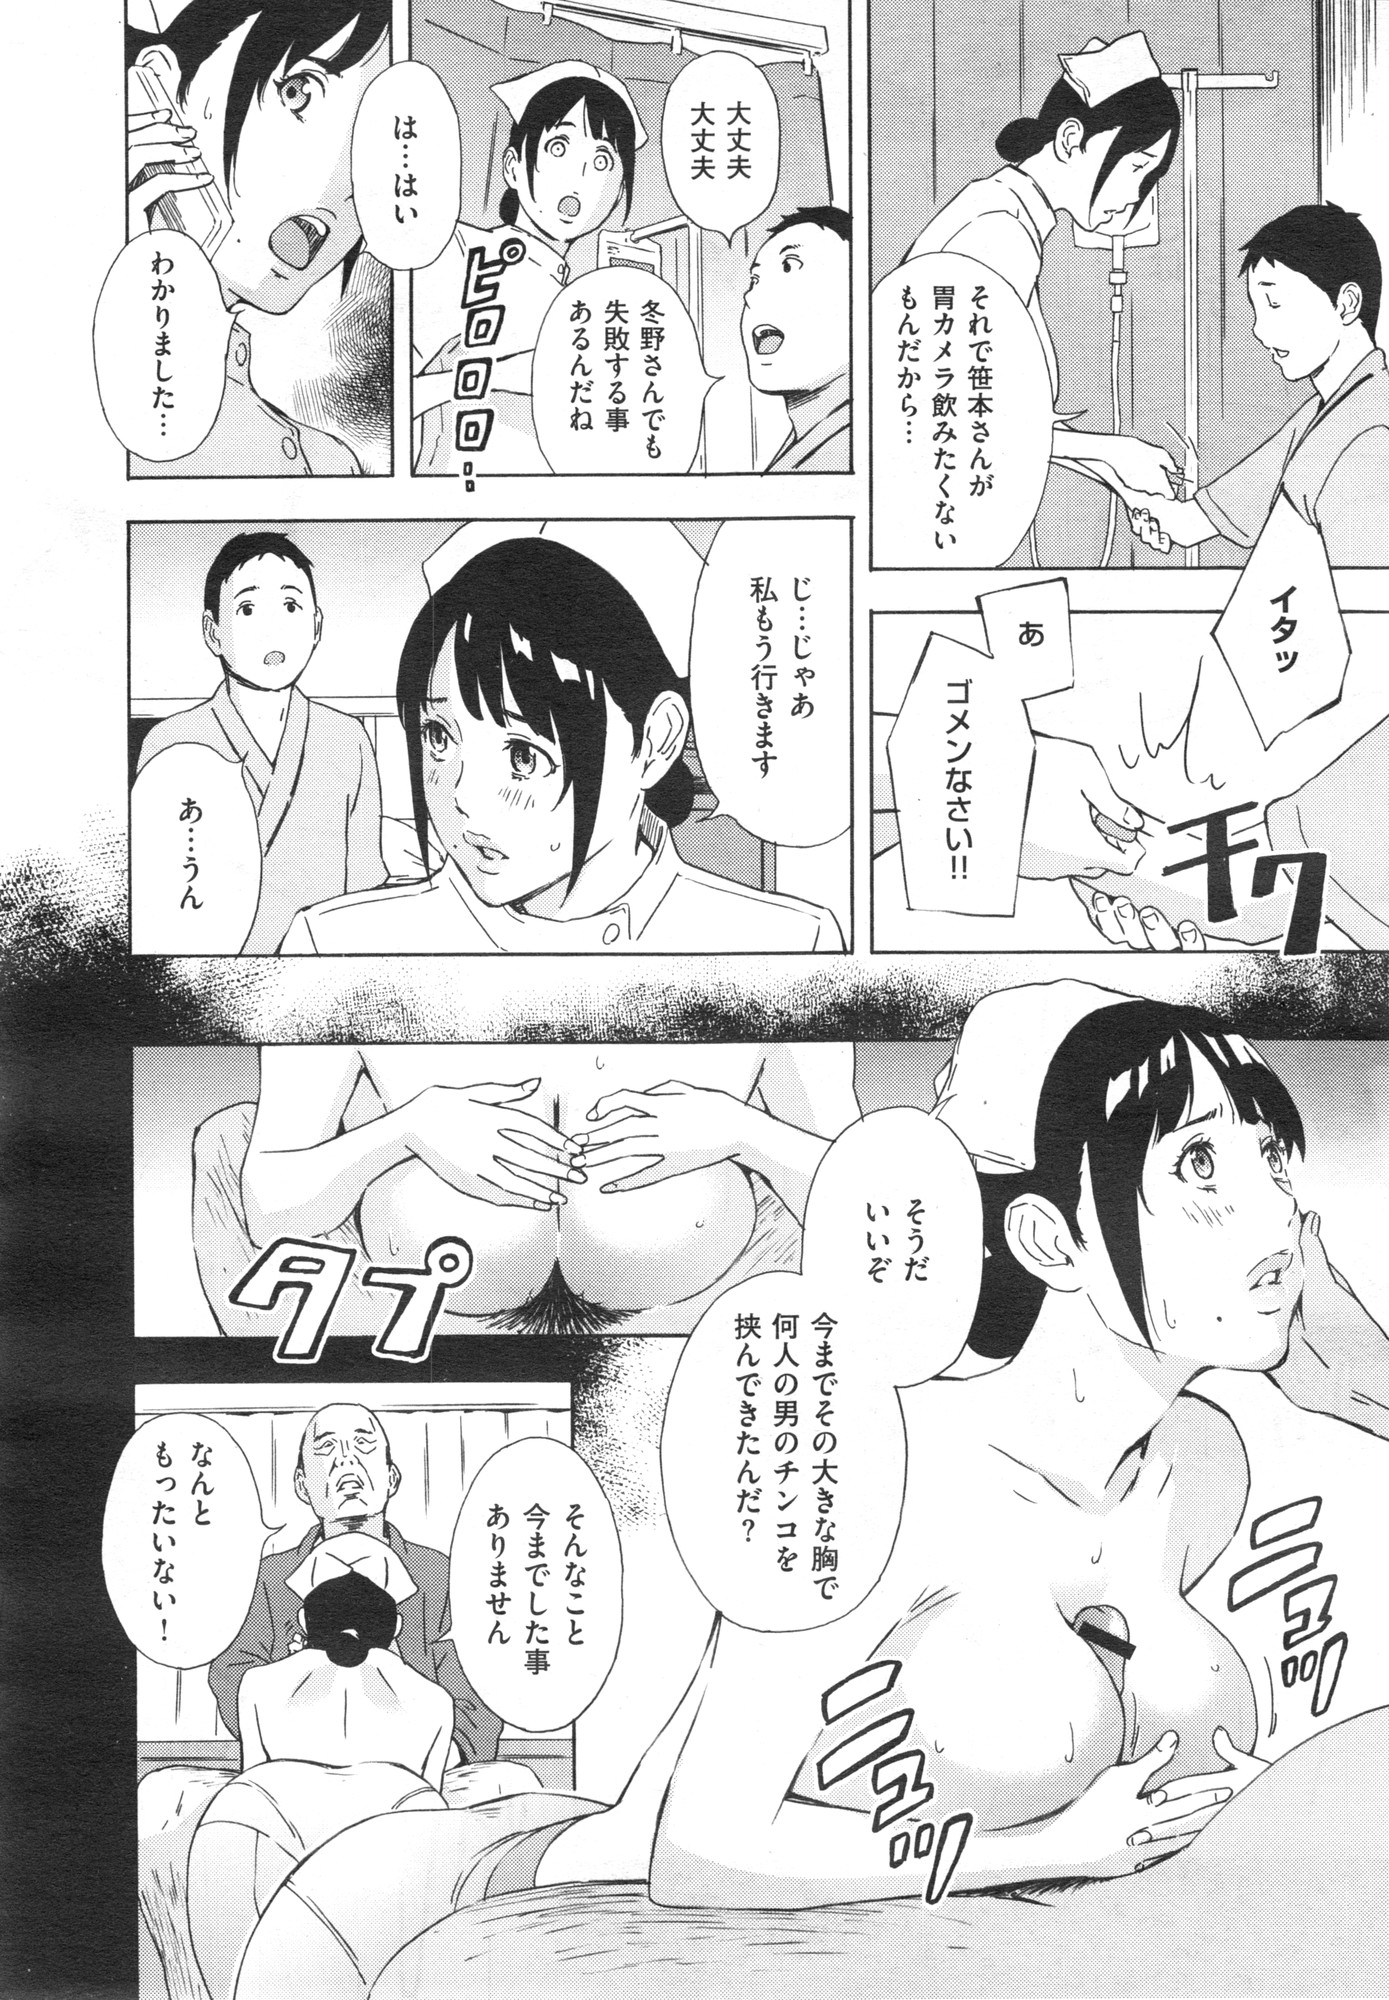 それで笹本さんが
胃カメラ飲みたくない
もんだから…
イタッ
あ
ゴメンなさい!!
チク
大丈夫
大丈夫
冬野さんでも
失敗する事
あるんだね
ピロロロロ…
は…はい
わかりました…
じ…じゃあ
私もう行きます
あ…うん
そうだ
いいぞ
今までその大きな胸で
何人の男のチンコを
挟んできたんだ？
タプ
ニュッ
ニュッ
そんなこと
今までした事
ありません
なんと
もったいない！